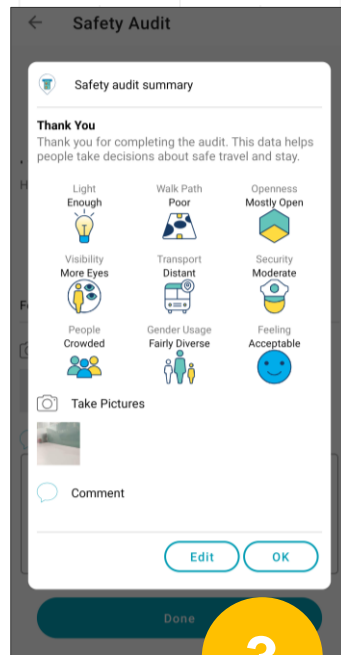 Safety Audit
Safety audit summary
Thank You
Thank you for completing the audit. This data helps
people take decisions about safe travel and stay.
Light Walk Path Openness
Enough Poor Mostly Open
Visibility Transport Security
More Eyes Distant Moderate
People Gender Usage Feeling
Crowded Fairly Diverse Acceptable
Take Pictures
Comment
Edit OK
Done